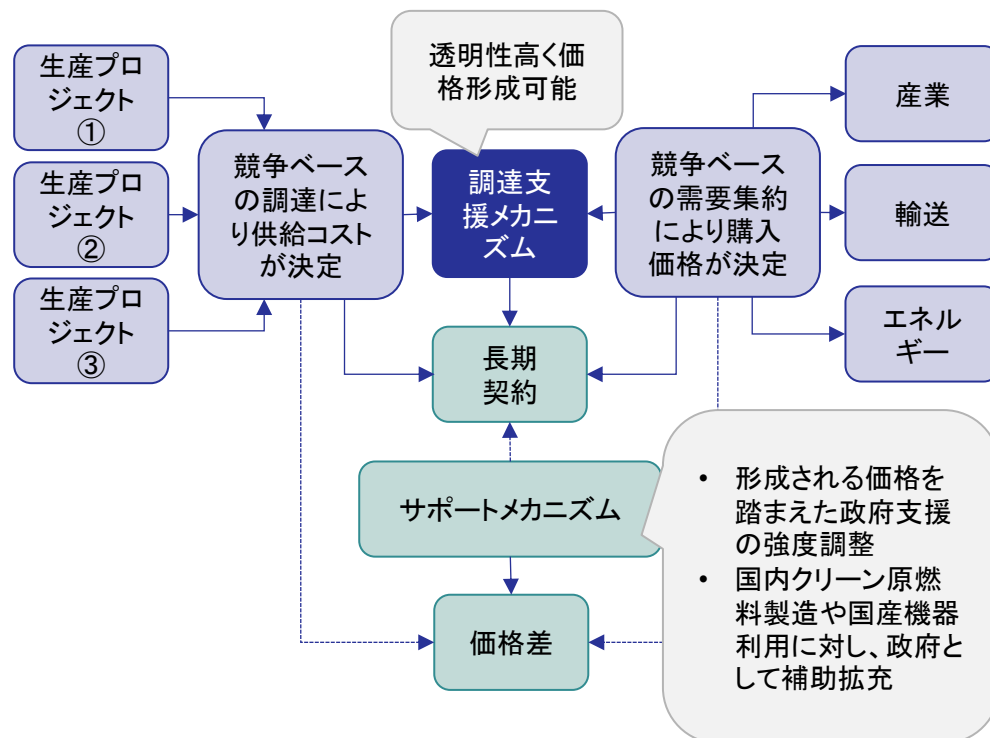 生産プロ
ジェクト
①
生産プロ
ジェクト
②
生産プロ
ジェクト
③
競争ベース
の調達によ
り供給コスト
が決定
透明性高く価
格形成可能
調達支
援メカニ
ズム
競争ベース
の需要集約
により購入
価格が決定
産業
輸送
エネル
ギー
長期
契約
サポートメカニズム
価格差
• 形成される価格を
踏まえた政府支援
の強度調整
• 国内クリーン原燃
料製造や国産機器
利用に対し、政府と
して補助拡充